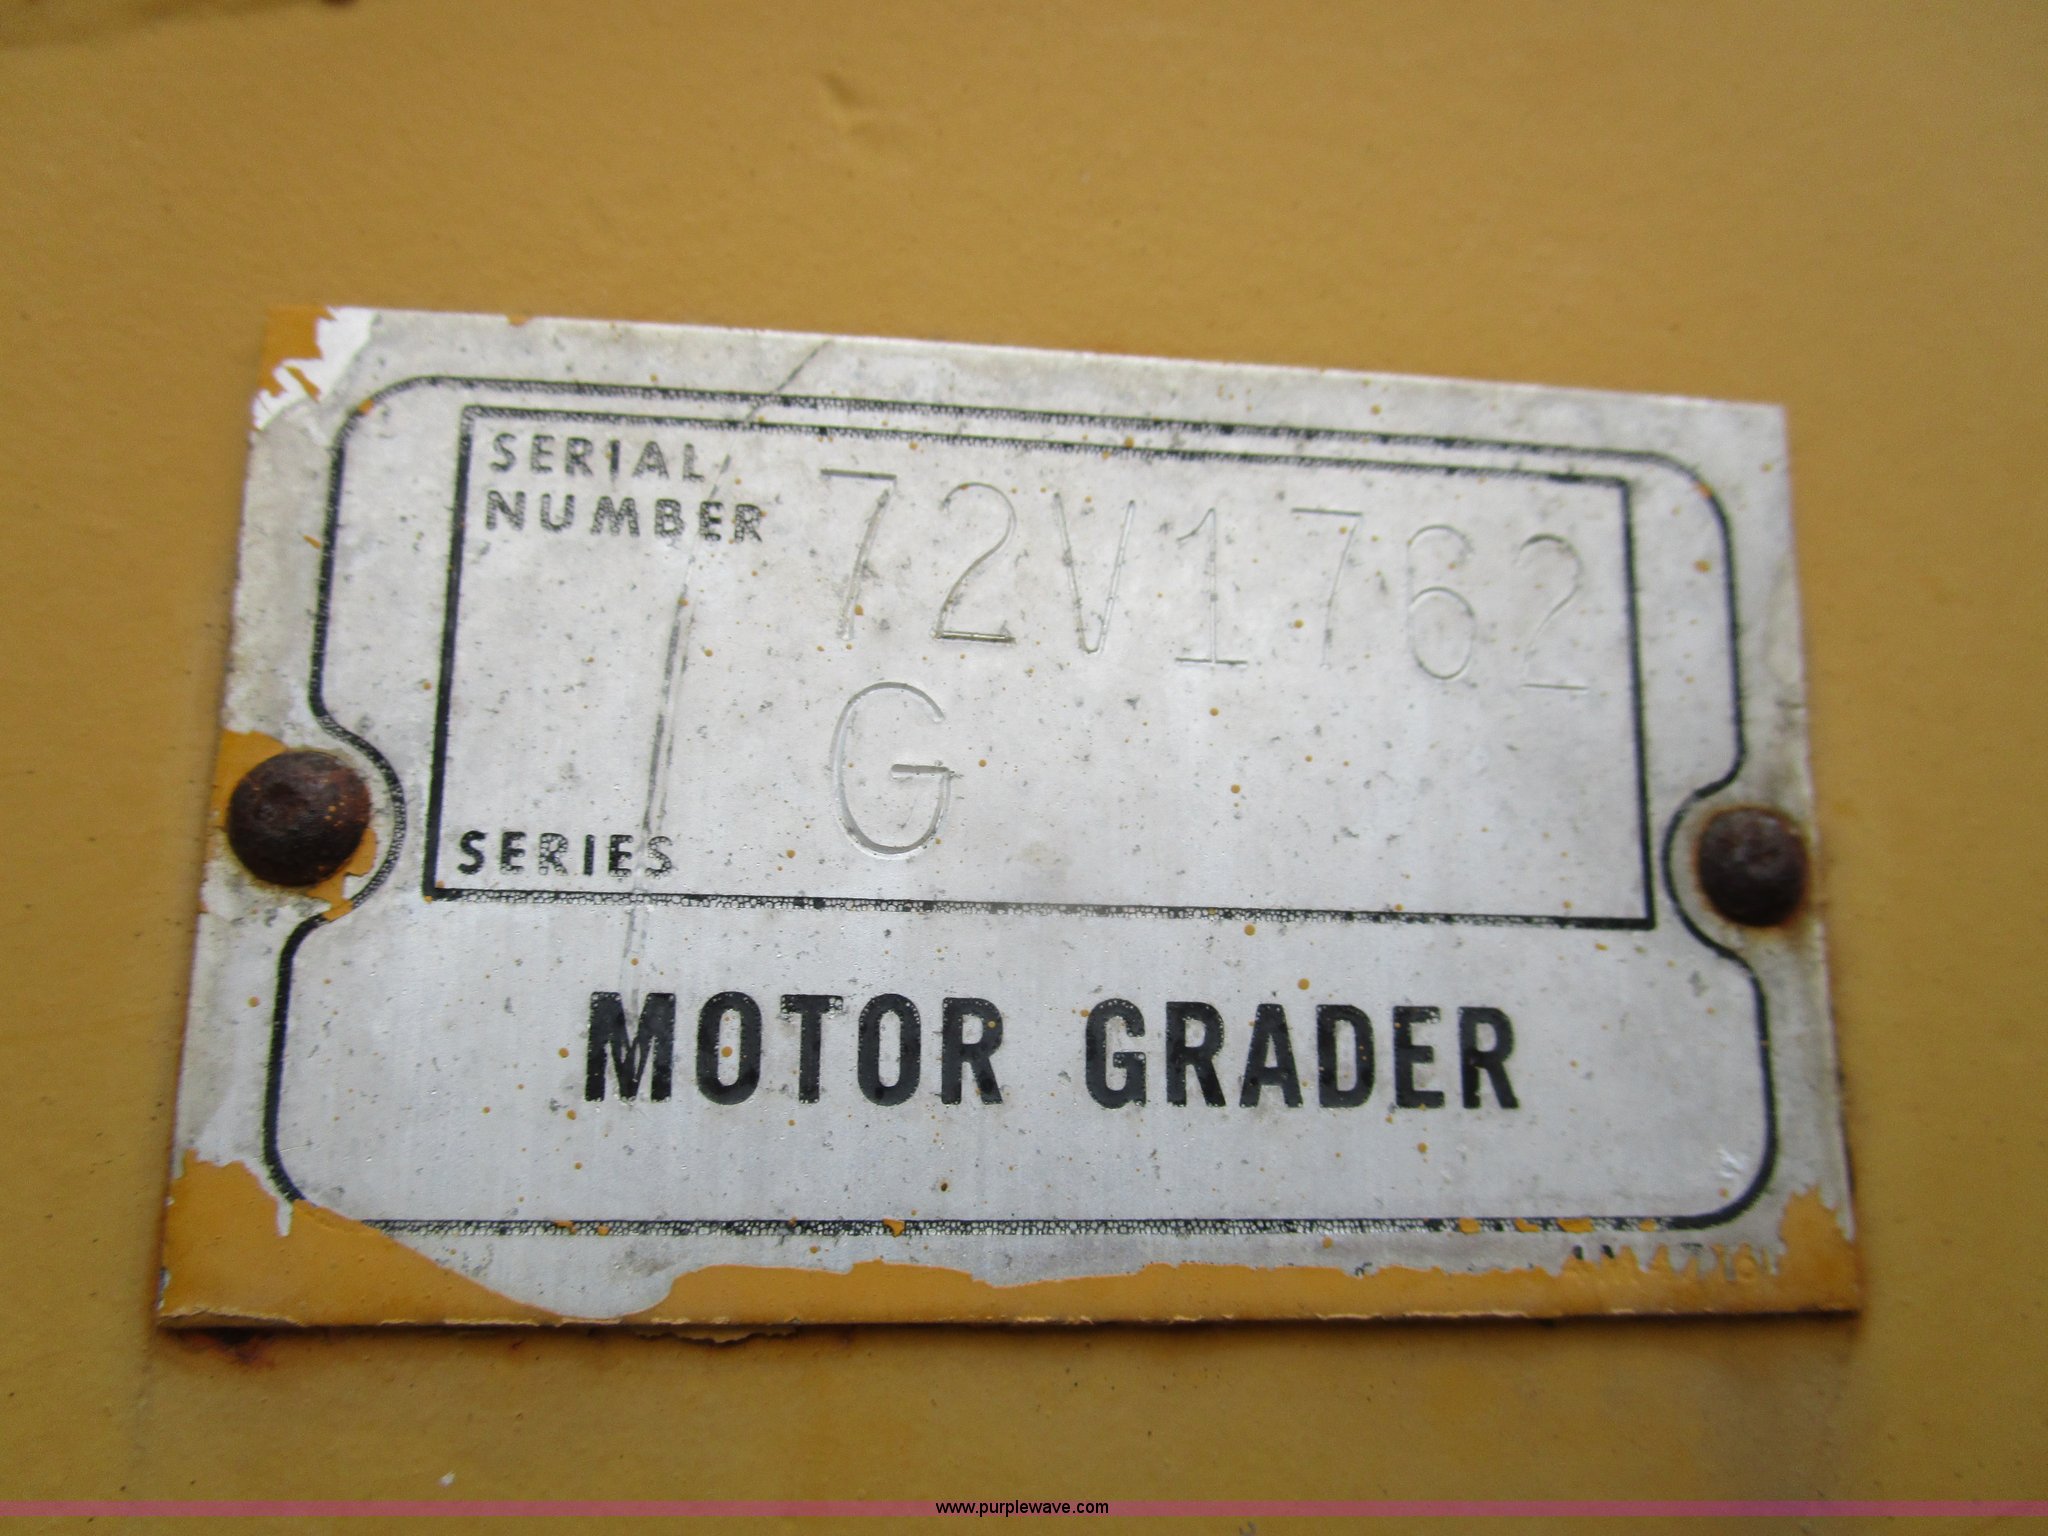 SERIAL
NUMBER
72V1762
G
SERIES
MOTOR GRADER
www.purplewave.com